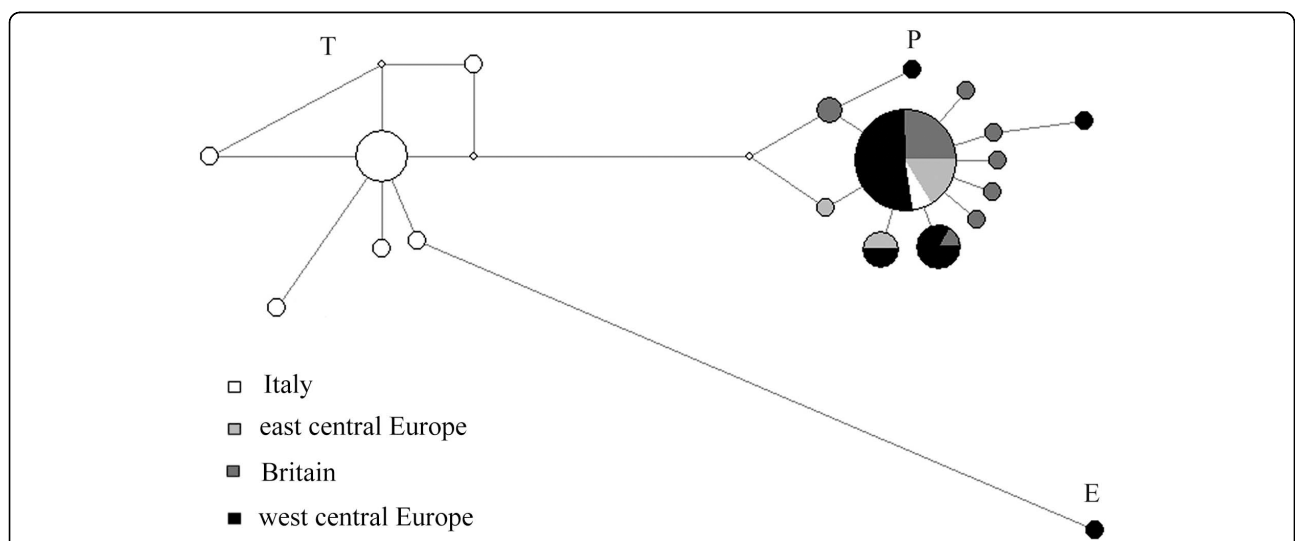 T
P
Italy
east central Europe
Britain
west central Europe
E